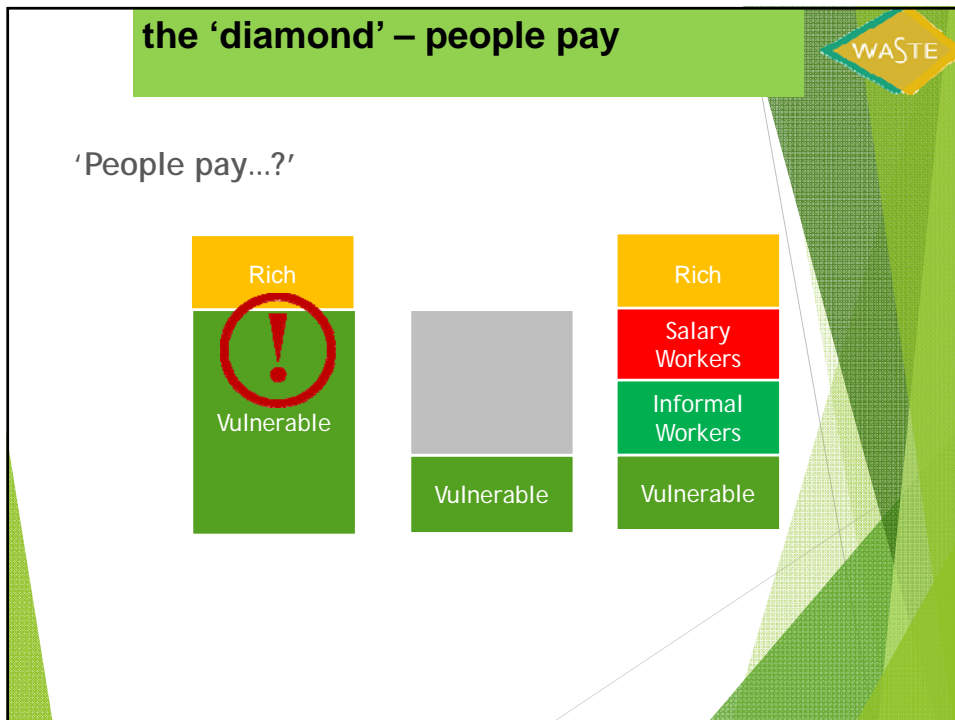 the ‘diamond’ – people pay
WASTE
‘People pay...?’
Rich
!
Vulnerable
Vulnerable
Rich
Salary
Workers
Informal
Workers
Vulnerable